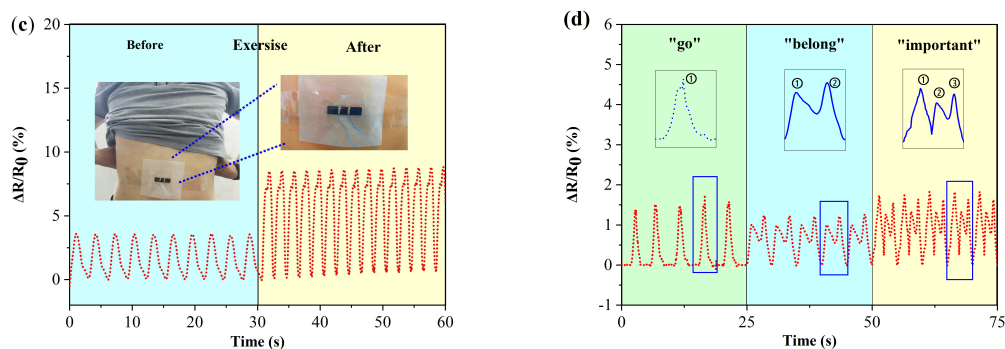 (c)
Before
Exersise
After
ΔR/R0 (%)
20
15
10
5
0
0
10
20
30
40
50
60
Time (s)
(d)
"go"
"belong"
"important"
①
① ②
① ② ③
ΔR/R0 (%)
6
5
4
3
2
1
0
-1
0
25
50
75
Time (s)